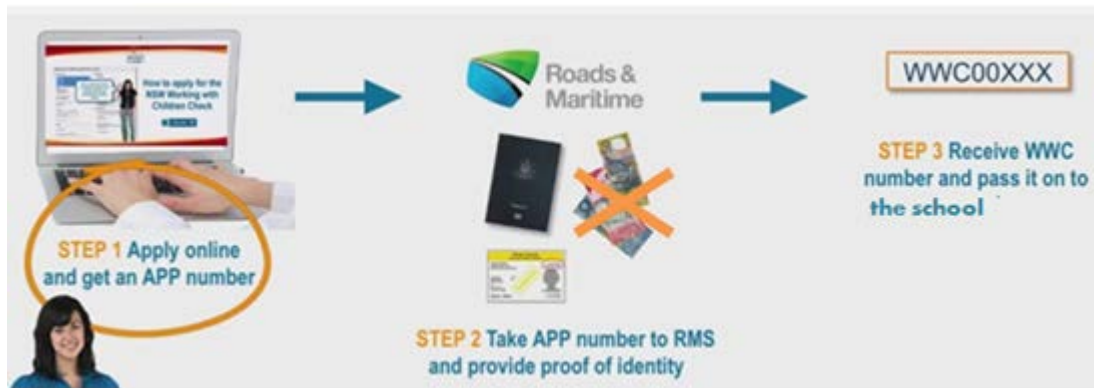 How to apply for the
NSW Working with
Children Check
STEP 1 Apply online
and get an APP number
Roads &
Maritime
STEP 2 Take APP number to RMS
and provide proof of identity
WWC00XXX
STEP 3 Receive WWC
number and pass it on to
the school